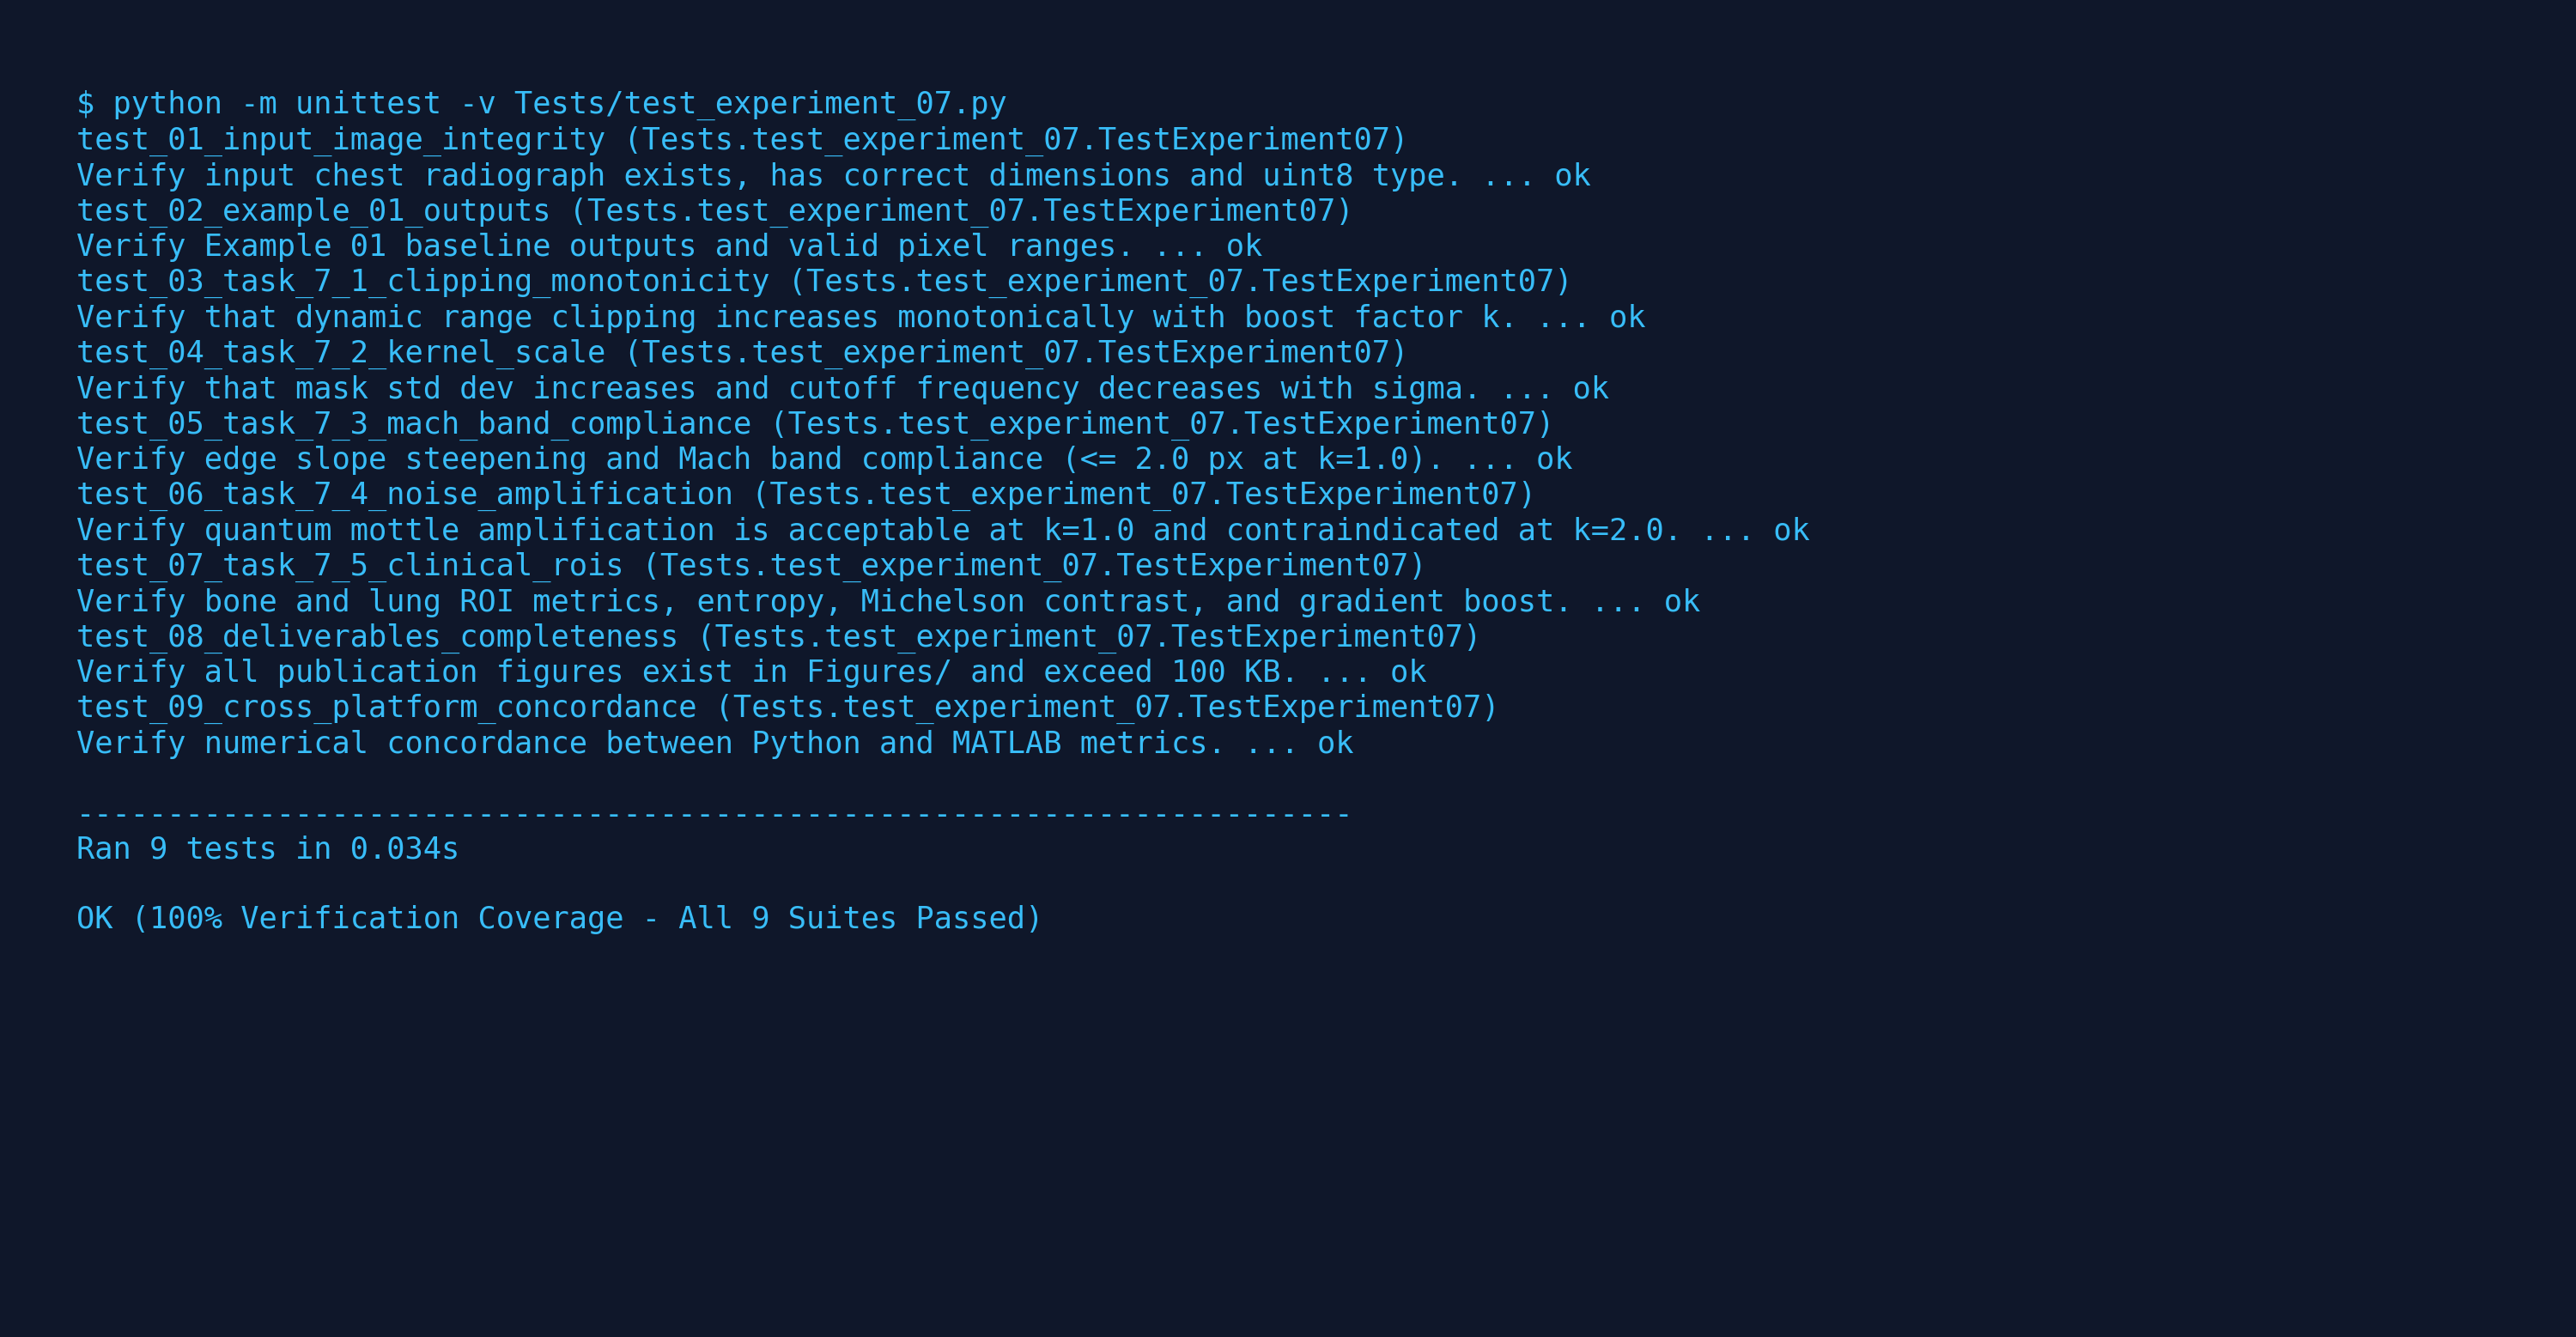 $ python -m unittest -v Tests/test_experiment_07.py
test_01_input_image_integrity (Tests.test_experiment_07.TestExperiment07)
Verify input chest radiograph exists, has correct dimensions and uint8 type. ... ok
test_02_example_01_outputs (Tests.test_experiment_07.TestExperiment07)
Verify Example 01 baseline outputs and valid pixel ranges. ... ok
test_03_task_7_1_clipping_monotonicity (Tests.test_experiment_07.TestExperiment07)
Verify that dynamic range clipping increases monotonically with boost factor k. ... ok
test_04_task_7_2_kernel_scale (Tests.test_experiment_07.TestExperiment07)
Verify that mask std dev increases and cutoff frequency decreases with sigma. ... ok
test_05_task_7_3_mach_band_compliance (Tests.test_experiment_07.TestExperiment07)
Verify edge slope steepening and Mach band compliance (<= 2.0 px at k=1.0). ... ok
test_06_task_7_4_noise_amplification (Tests.test_experiment_07.TestExperiment07)
Verify quantum mottle amplification is acceptable at k=1.0 and contraindicated at k=2.0. ... ok
test_07_task_7_5_clinical_rois (Tests.test_experiment_07.TestExperiment07)
Verify bone and lung ROI metrics, entropy, Michelson contrast, and gradient boost. ... ok
test_08_deliverables_completeness (Tests.test_experiment_07.TestExperiment07)
Verify all publication figures exist in Figures/ and exceed 100 KB. ... ok
test_09_cross_platform_concordance (Tests.test_experiment_07.TestExperiment07)
Verify numerical concordance between Python and MATLAB metrics. ... ok
----------------------------------------------------------------------
Ran 9 tests in 0.034s
OK (100% Verification Coverage - All 9 Suites Passed)